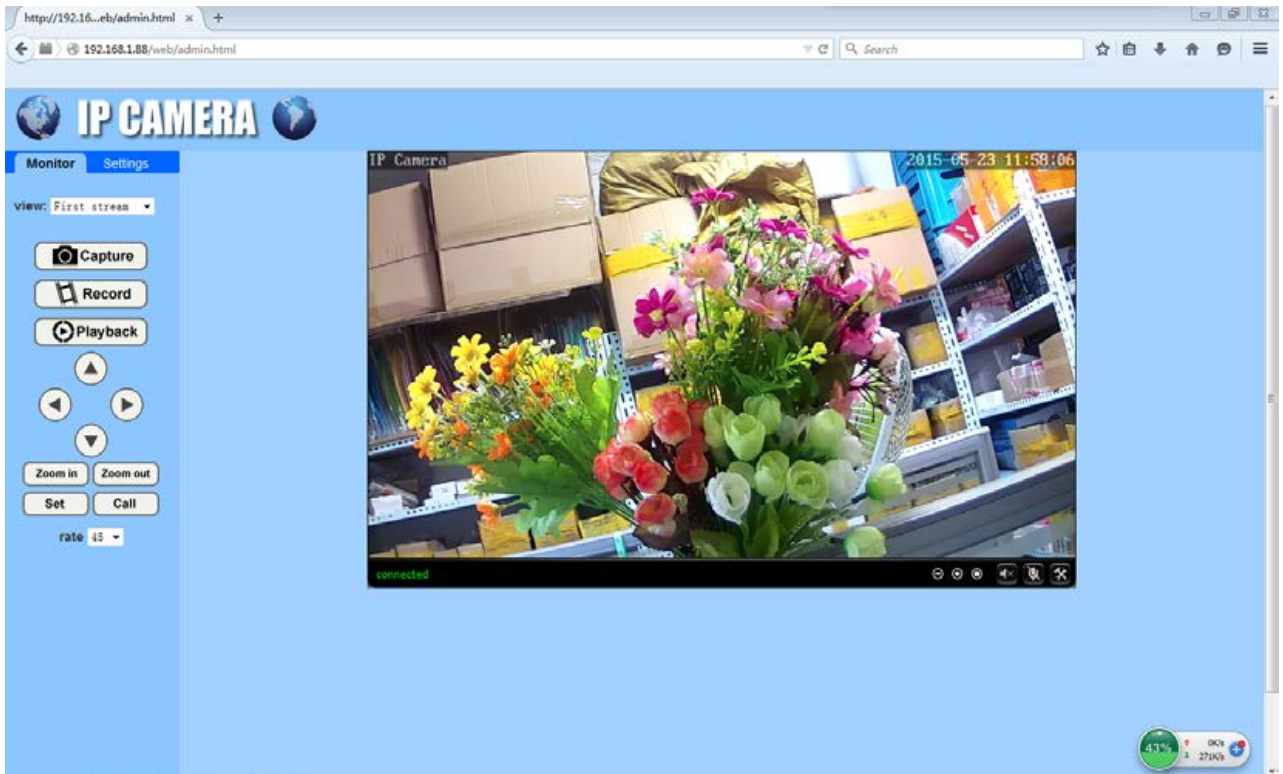 http://192.16...eb/admin.html × +
192.168.1.88/web/admin.html
Search
IP CAMERA
Monitor Settings
IP Camera 2015-05-23 11:58:06
view: First stream
Capture
Record
Playback
Zoom in Zoom out
Set Call
rate 45
connected
43% 0K/s
271K/s